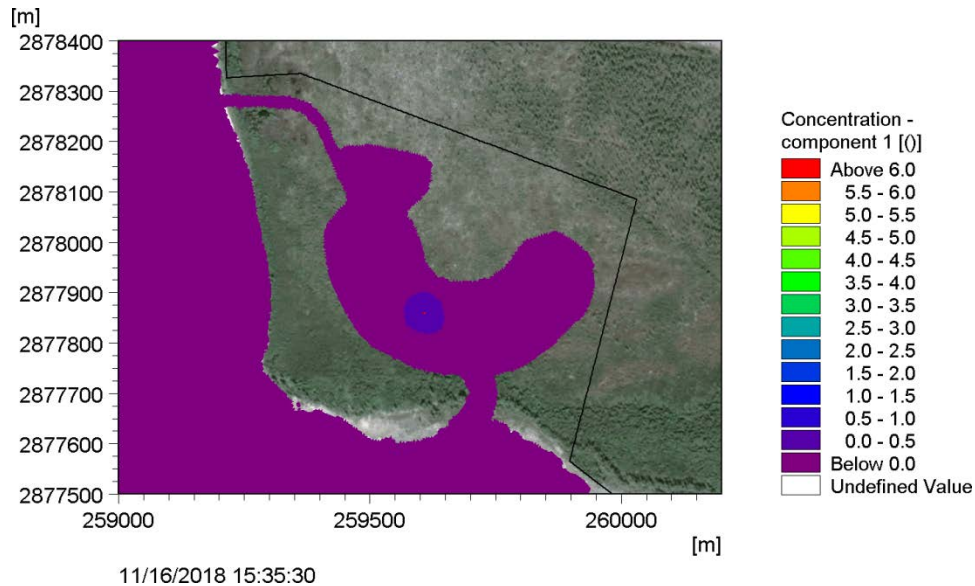 [m]
2878400
2878300
2878200
2878100
2878000
2877900
2877800
2877700
2877600
2877500
259000
259500
260000
[m]
11/16/2018 15:35:30
Concentration -
component 1 [()]
Above 6.0
5.5 - 6.0
5.0 - 5.5
4.5 - 5.0
4.0 - 4.5
3.5 - 4.0
3.0 - 3.5
2.5 - 3.0
2.0 - 2.5
1.5 - 2.0
1.0 - 1.5
0.5 - 1.0
0.0 - 0.5
Below 0.0
Undefined Value